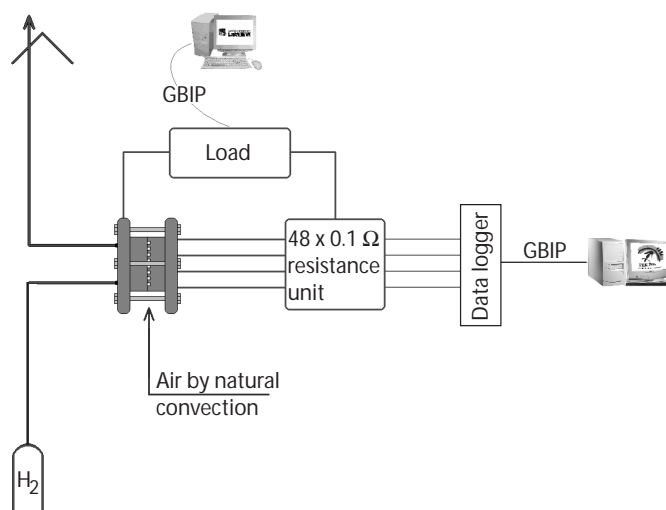 GBIP
Load
48 x 0.1 Ω
resistance
unit
Data logger
GBIP
Air by natural
convection
H2